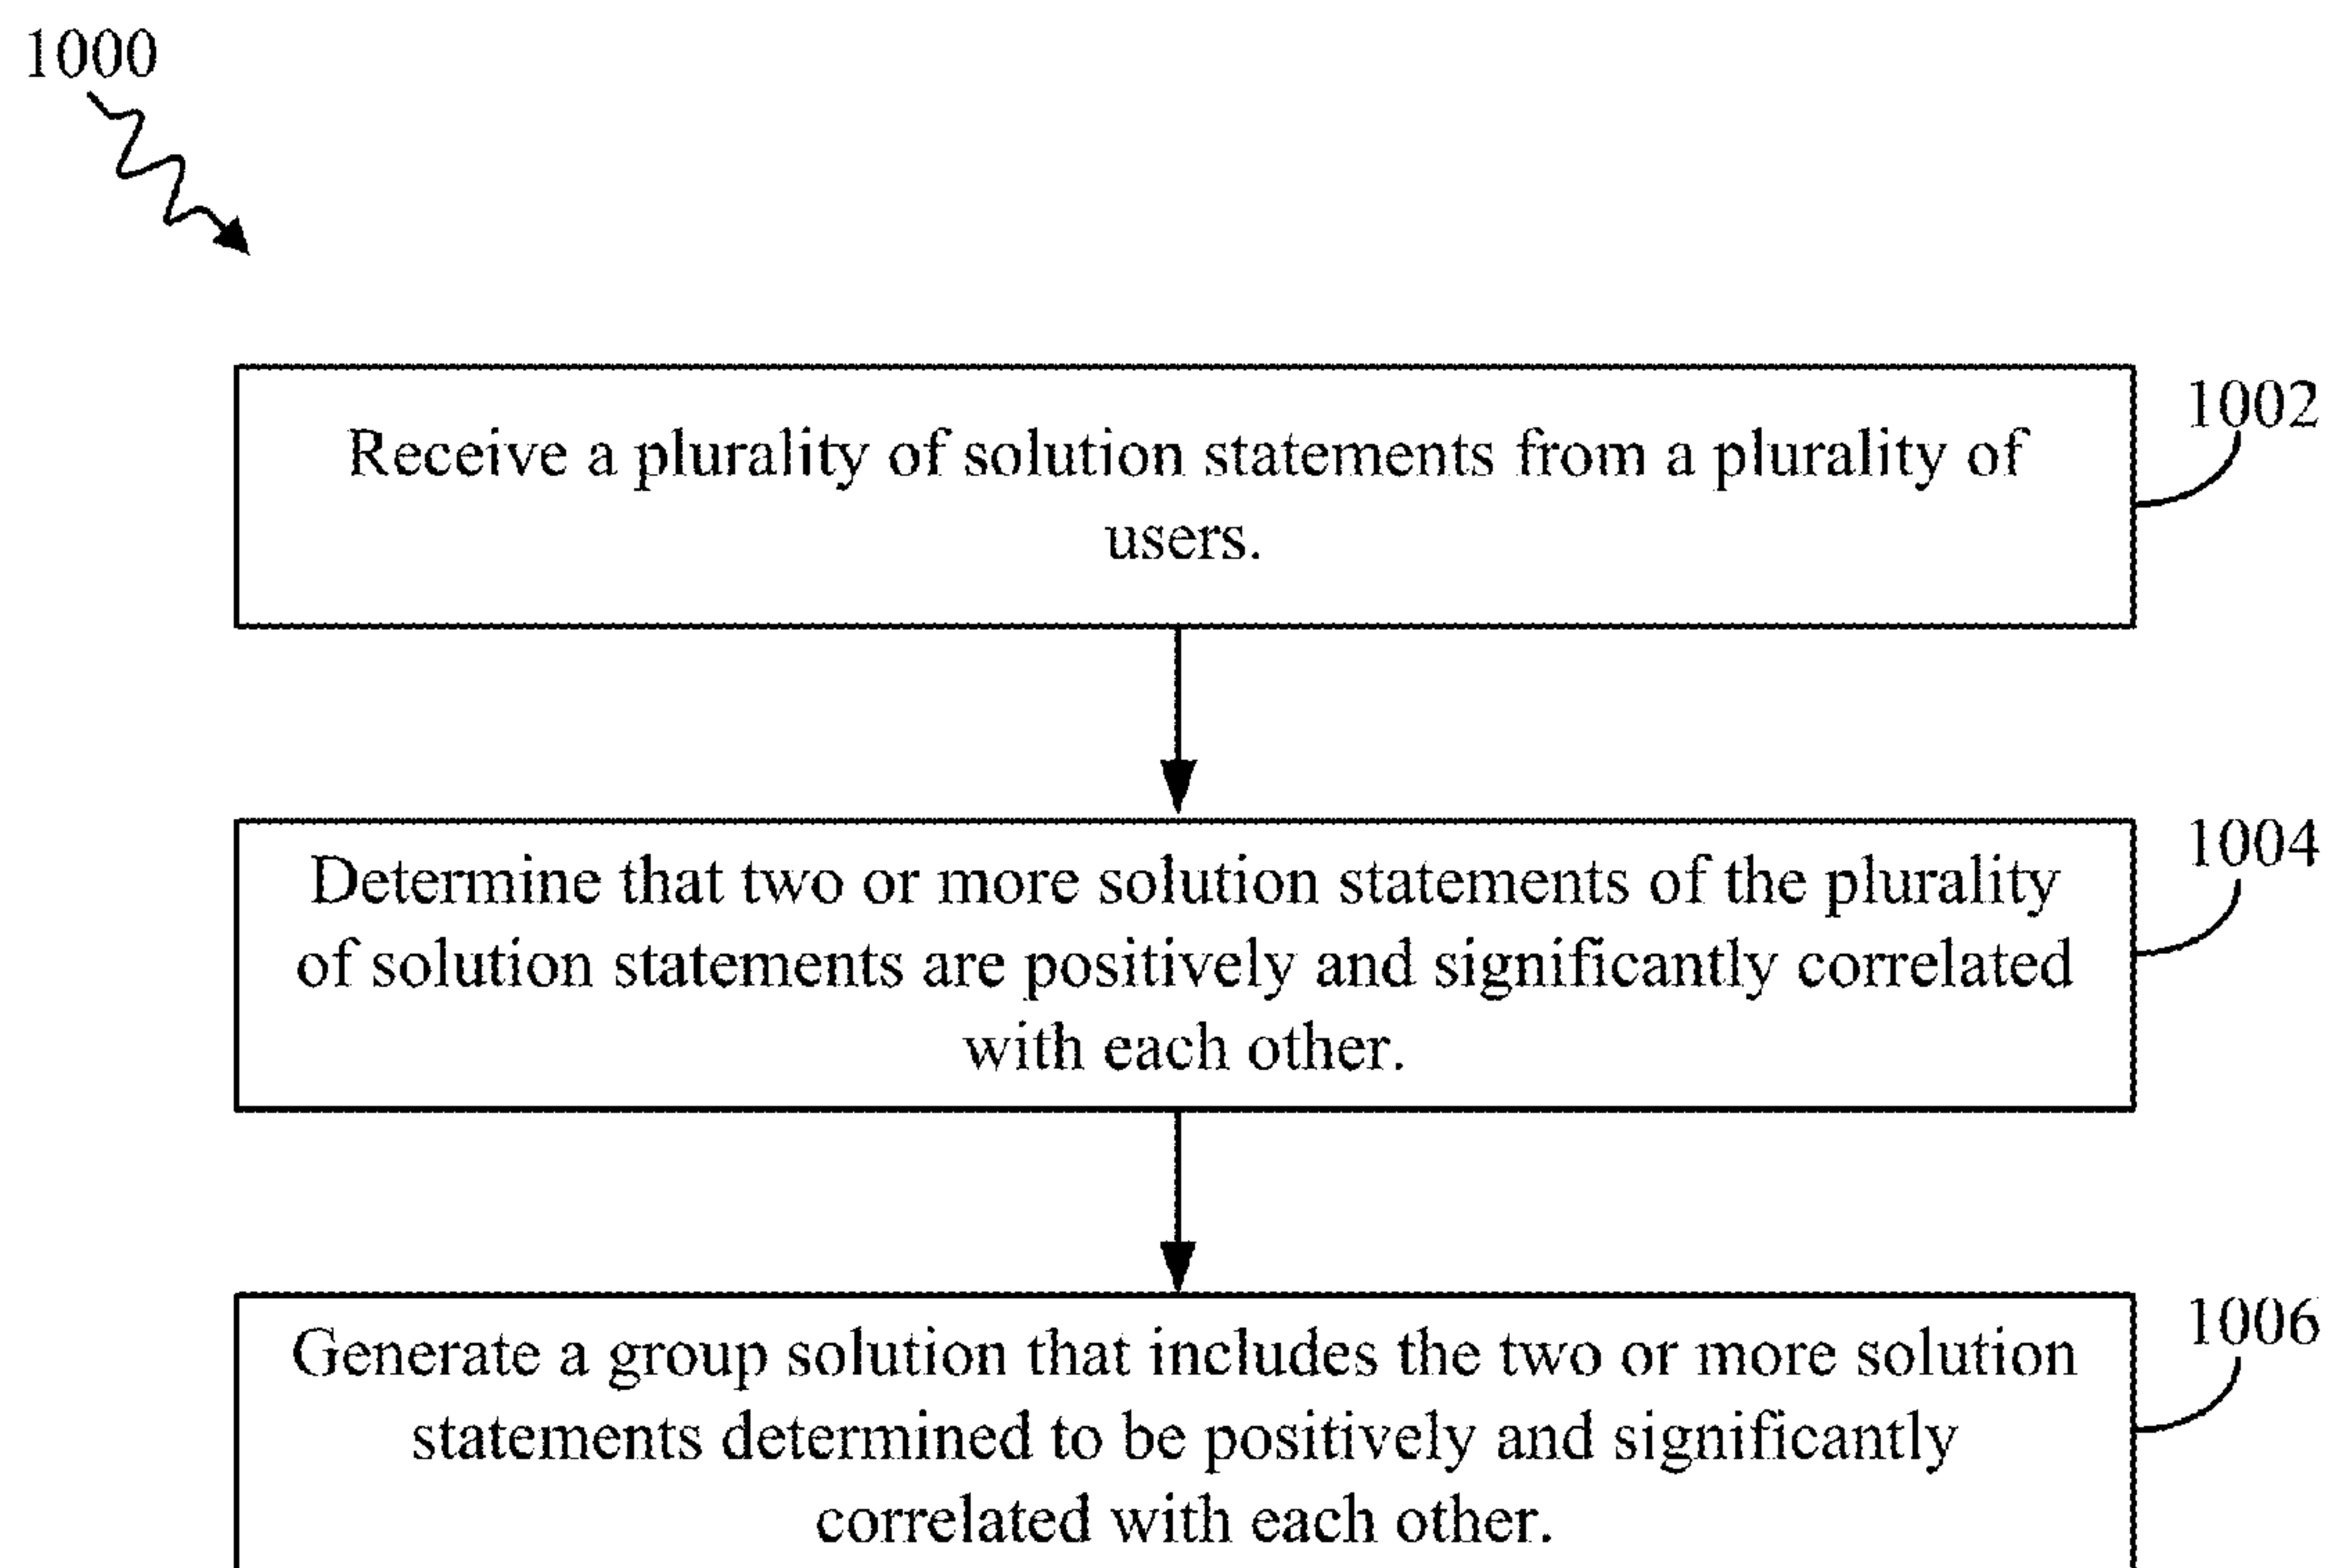 1000
1002
Receive a plurality of solution statements from a plurality of
users.
1004
Determine that two or more solution statements of the plurality
of solution statements are positively and significantly correlated
with each other.
1006
Generate a group solution that includes the two or more solution
statements determined to be positively and significantly
correlated with each other.